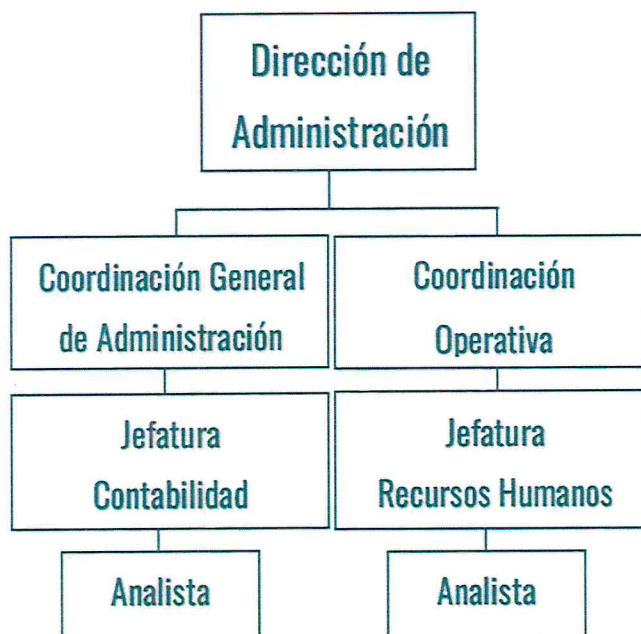 Dirección de
Administración
Coordinación General
de Administración
Coordinación
Operativa
Jefatura
Contabilidad
Jefatura
Recursos Humanos
Analista
Analista